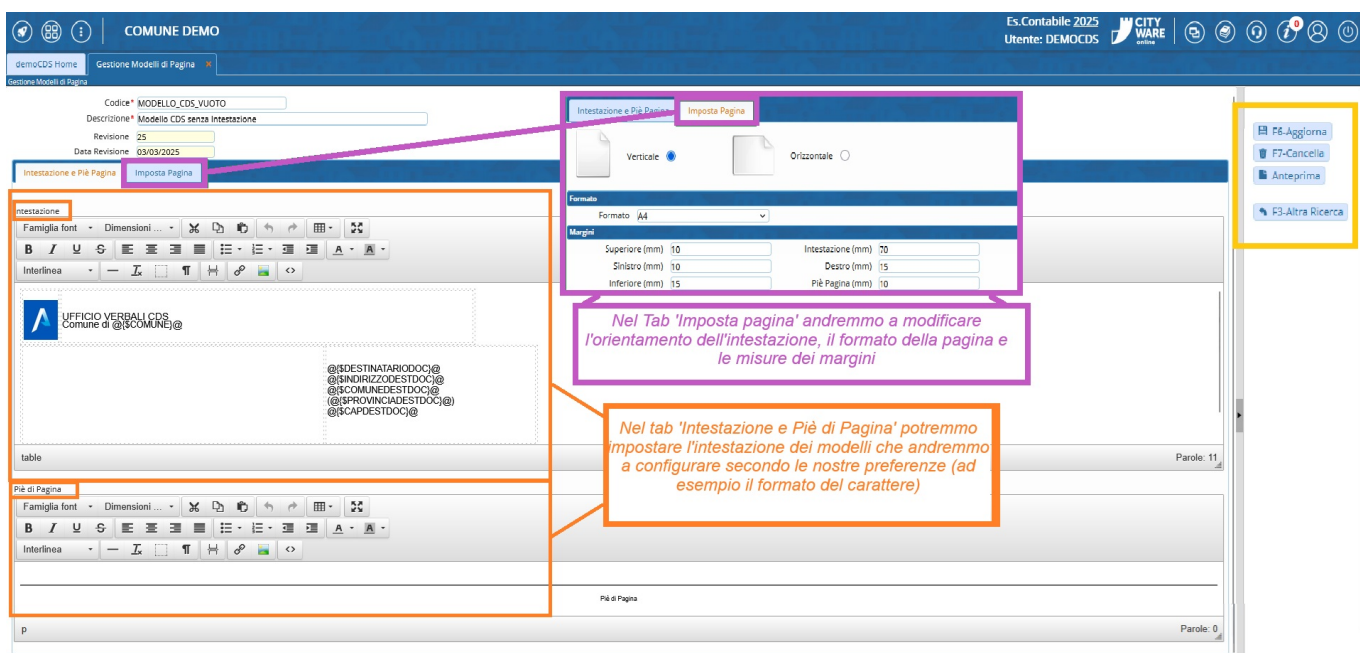 COMUNE DEMO
Es.Contabile 2025
Utente: DEMOCDS
CITY
WARE
online
0
demoCDS Home
Gestione Modelli di Pagina
Gestione Modelli di Pagina
Codice* MODELLO_CDS_VUOTO
Descrizione* Modello CDS senza Intestazione
Revisione 25
Data Revisione 03/03/2025
Intestazione e Piè Pagina
Imposta Pagina
ntestazione
Famiglia font
Dimensioni ...
B I U S
A A
Interlinea
UFFICIO VERBALI CDS
Comune di @{$COMUNE}@
@{$DESTINATARIODOC}@
@{$INDIRIZZODESTDOC}@
@{$COMUNEDESTDOC}@
(@{$PROVINCIADESTDOC}@)
@{$CAPDESTDOC}@
table
Parole: 11
Piè di Pagina
Famiglia font
Dimensioni ...
B I U S
A A
Interlinea
Piè di Pagina
p
Parole: 0
Intestazione e Piè Pagina
Imposta Pagina
Verticale
Orizzontale
Formato
Formato A4
Margini
Superiore (mm) 10
Intestazione (mm) 70
Sinistro (mm) 10
Destro (mm) 15
Inferiore (mm) 15
Piè Pagina (mm) 10
Nel Tab 'Imposta pagina' andremmo a modificare
l'orientamento dell'intestazione, il formato della pagina e
le misure dei margini
Nel tab 'Intestazione e Piè di Pagina' potremmo
impostare l'intestazione dei modelli che andremmo
a configurare secondo le nostre preferenze (ad
esempio il formato del carattere)
F6-Aggiorna
F7-Cancella
Anteprima
F3-Altra Ricerca